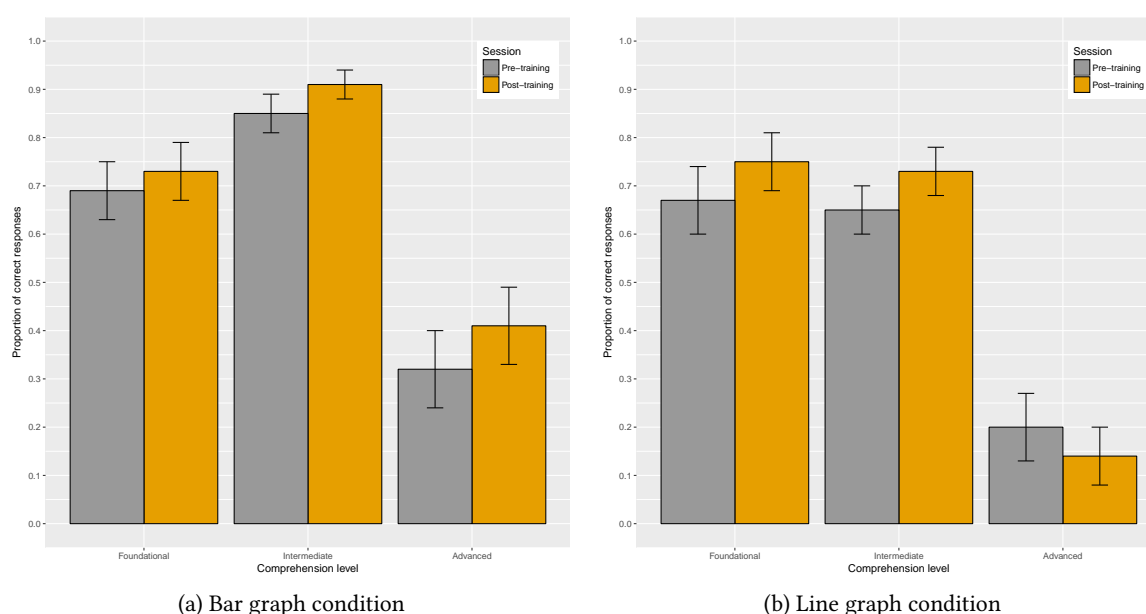 1.0
0.9
0.8
0.7
0.6
0.5
0.4
0.3
0.2
0.1
0.0
Proportion of correct responses
Session
Pre−training
Post−training
Foundational
Intermediate
Advanced
Comprehension level
(a) Bar graph condition
1.0
0.9
0.8
0.7
0.6
0.5
0.4
0.3
0.2
0.1
0.0
Proportion of correct responses
Session
Pre−training
Post−training
Foundational
Intermediate
Advanced
Comprehension level
(b) Line graph condition